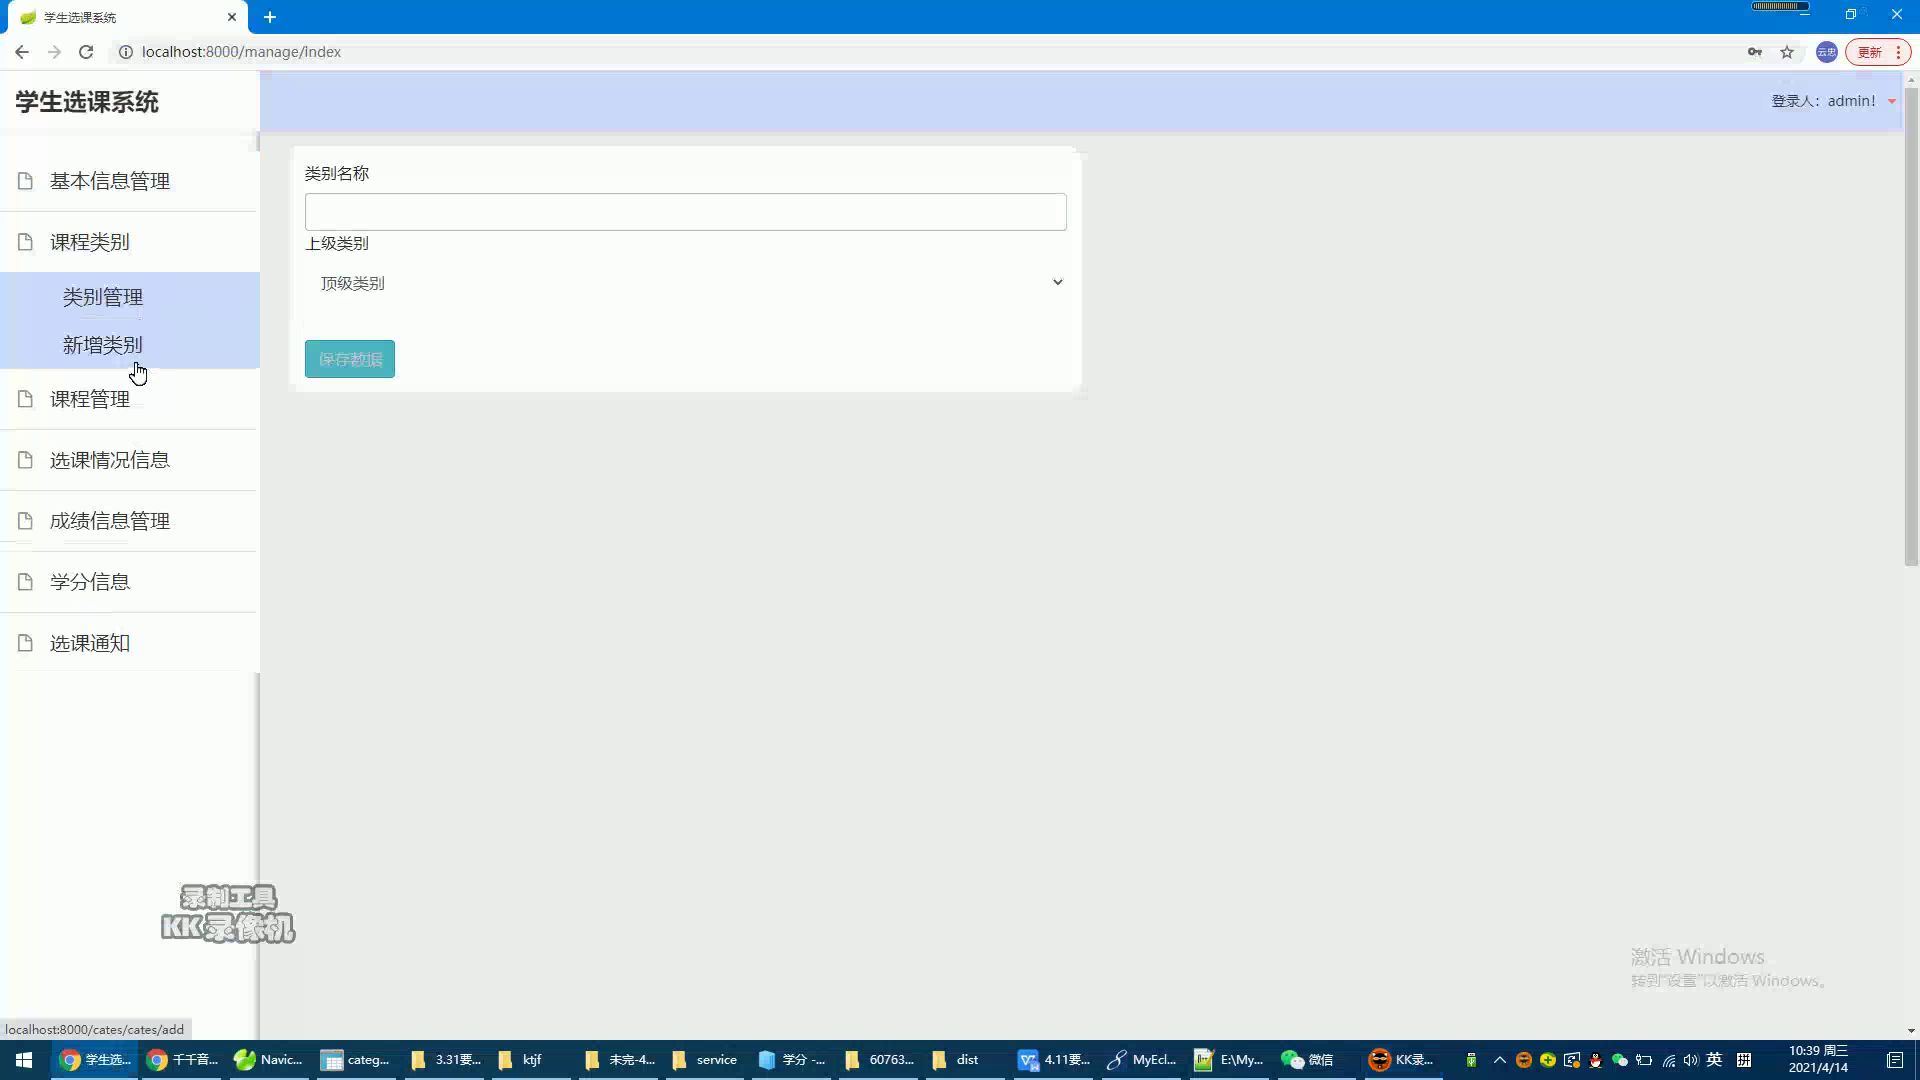 学生选课系统
localhost:8000/manage/index
云忠
更新
学生选课系统
登录人：admin!
基本信息管理
课程类别
类别管理
新增类别
课程管理
选课情况信息
成绩信息管理
学分信息
选课通知
类别名称
上级类别
顶级类别
保存数据
录制工具
KK录像机
激活 Windows
转到"设置"以激活 Windows。
localhost:8000/cates/cates/add
学生选...
千千音...
Navic...
categ...
3.31要...
ktjf
未完-4...
service
学分 -...
60763...
dist
4.11要...
MyEcl...
E:\My...
微信
KK录...
英
拼
10:39 周三
2021/4/14